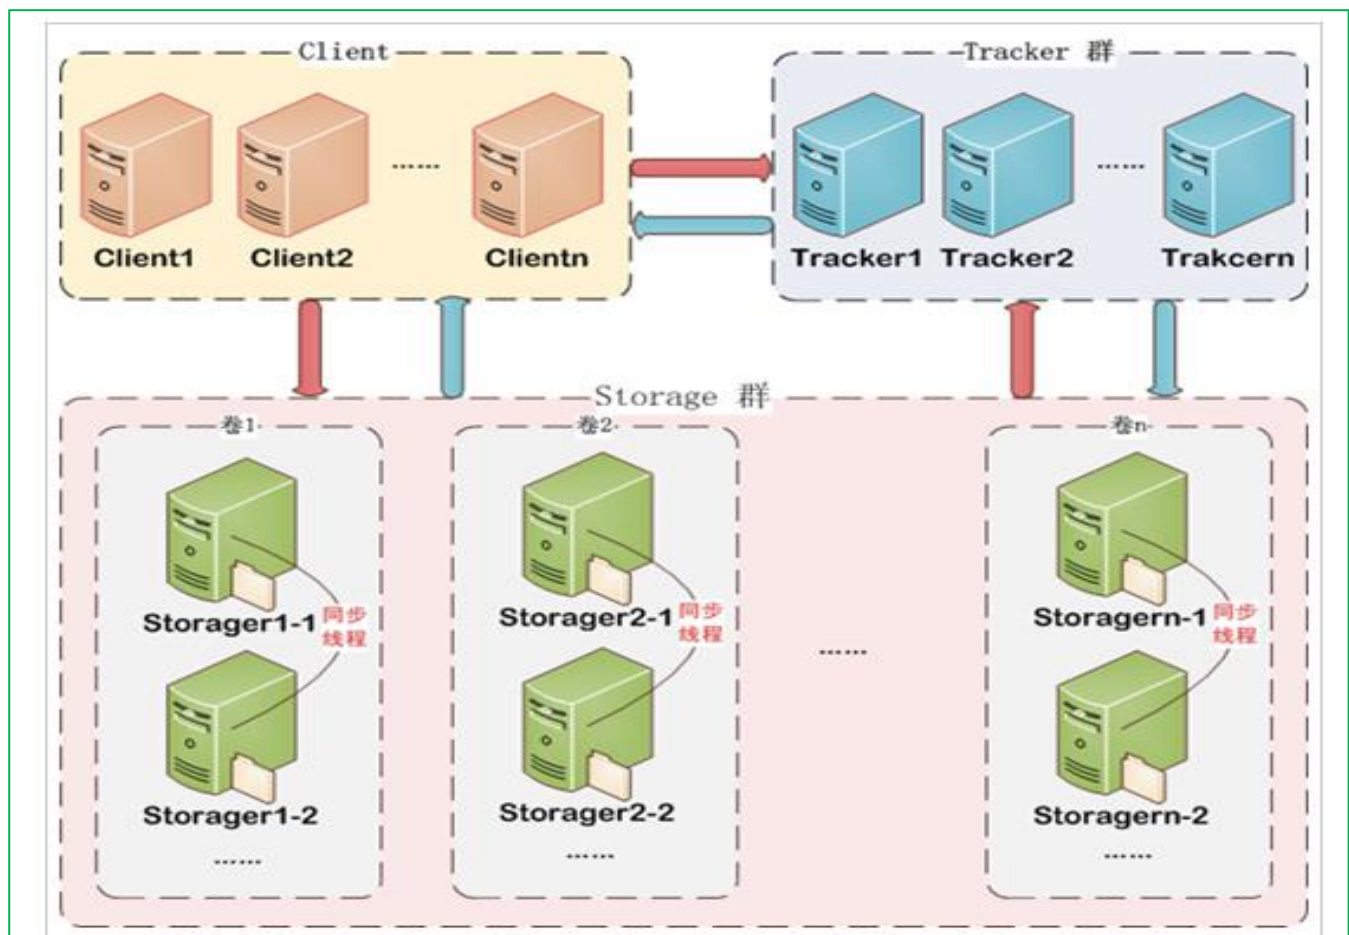 Client
Tracker 群
……
……
Client1
Client2
Clientn
Tracker1
Tracker2
Trakcern
Storage 群
卷1
卷2
卷n
Storager1-1
同步
线程
Storager2-1
同步
线程
Storagern-1
同步
线程
……
Storager1-2
Storager2-2
Storagern-2
……
……
……